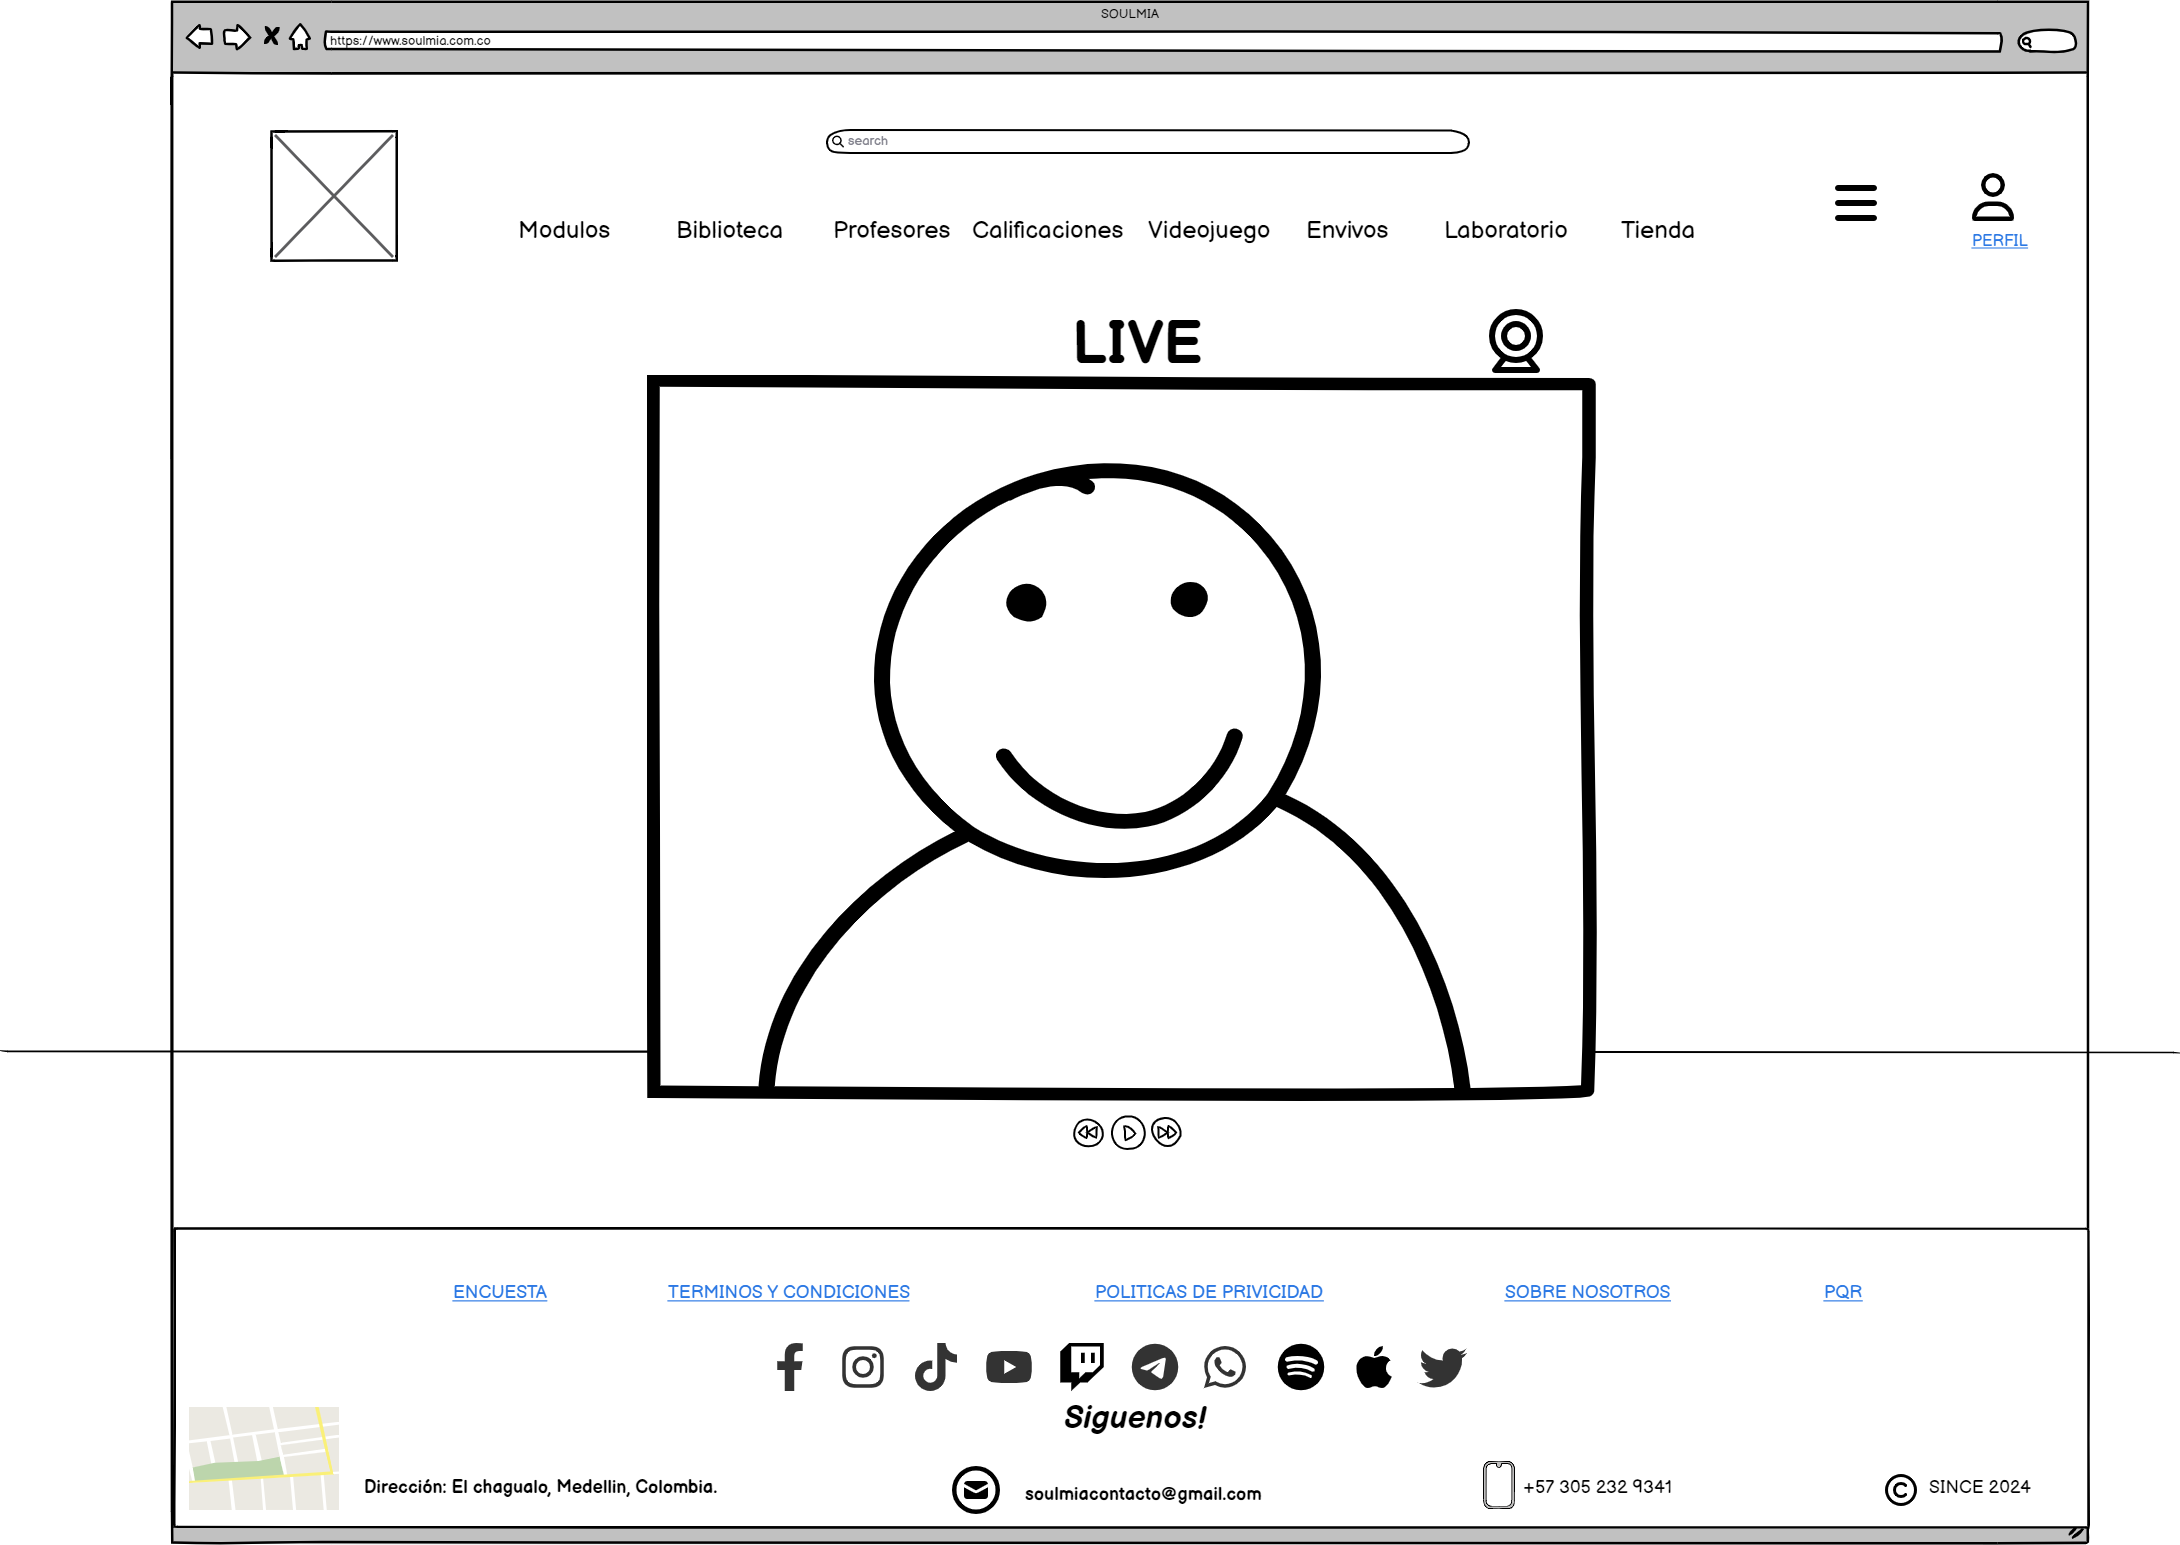 SOULMIA
https://www.soulmia.com.co
search
Modulos Biblioteca Profesores Calificaciones Videojuego Envivos Laboratorio Tienda
PERFIL
LIVE
ENCUESTA TERMINOS Y CONDICIONES POLITICAS DE PRIVICIDAD SOBRE NOSOTROS PQR
Siguenos!
Dirección: El chagualo, Medellin, Colombia. soulmiacontacto@gmail.com +57 305 232 9341 © SINCE 2024